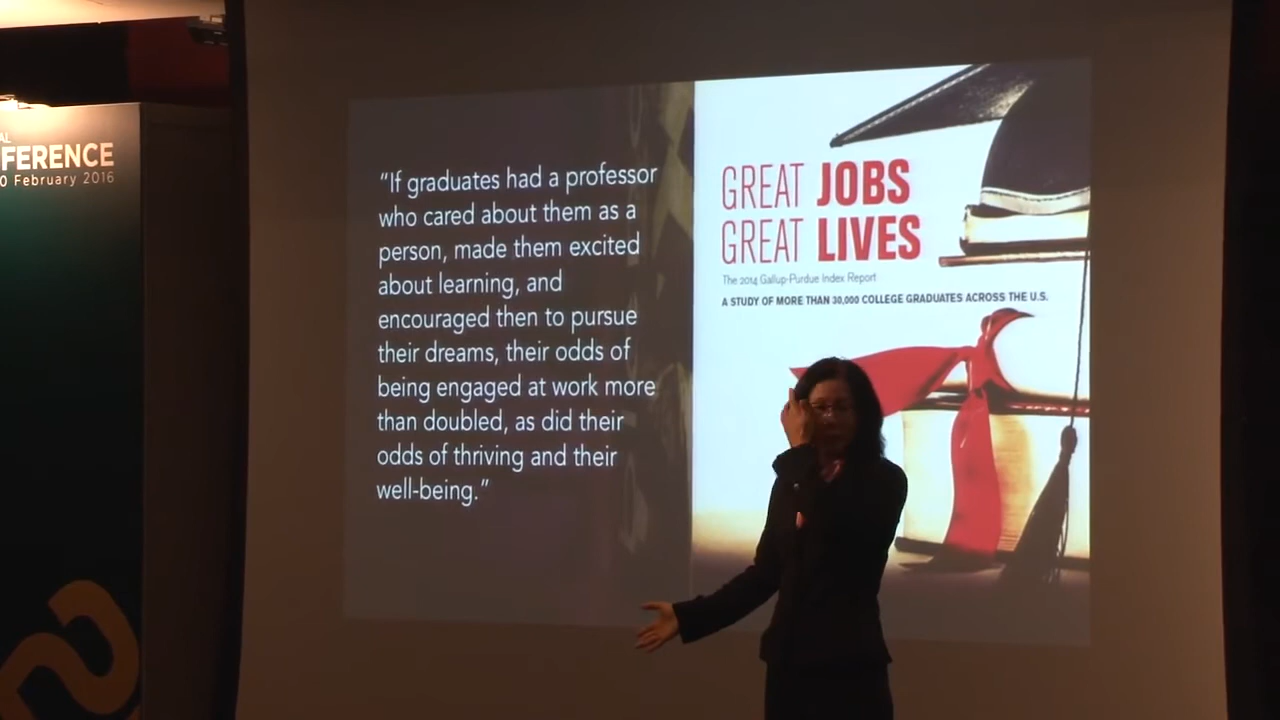 AL
FERENCE
0 February 2016
“If graduates had a professor
who cared about them as a
person, made them excited
about learning, and
encouraged then to pursue
their dreams, their odds of
being engaged at work more
than doubled, as did their
odds of thriving and their
well-being.”
GREAT JOBS
GREAT LIVES
The 2014 Gallup-Purdue Index Report
A STUDY OF MORE THAN 30,000 COLLEGE GRADUATES ACROSS THE U.S.